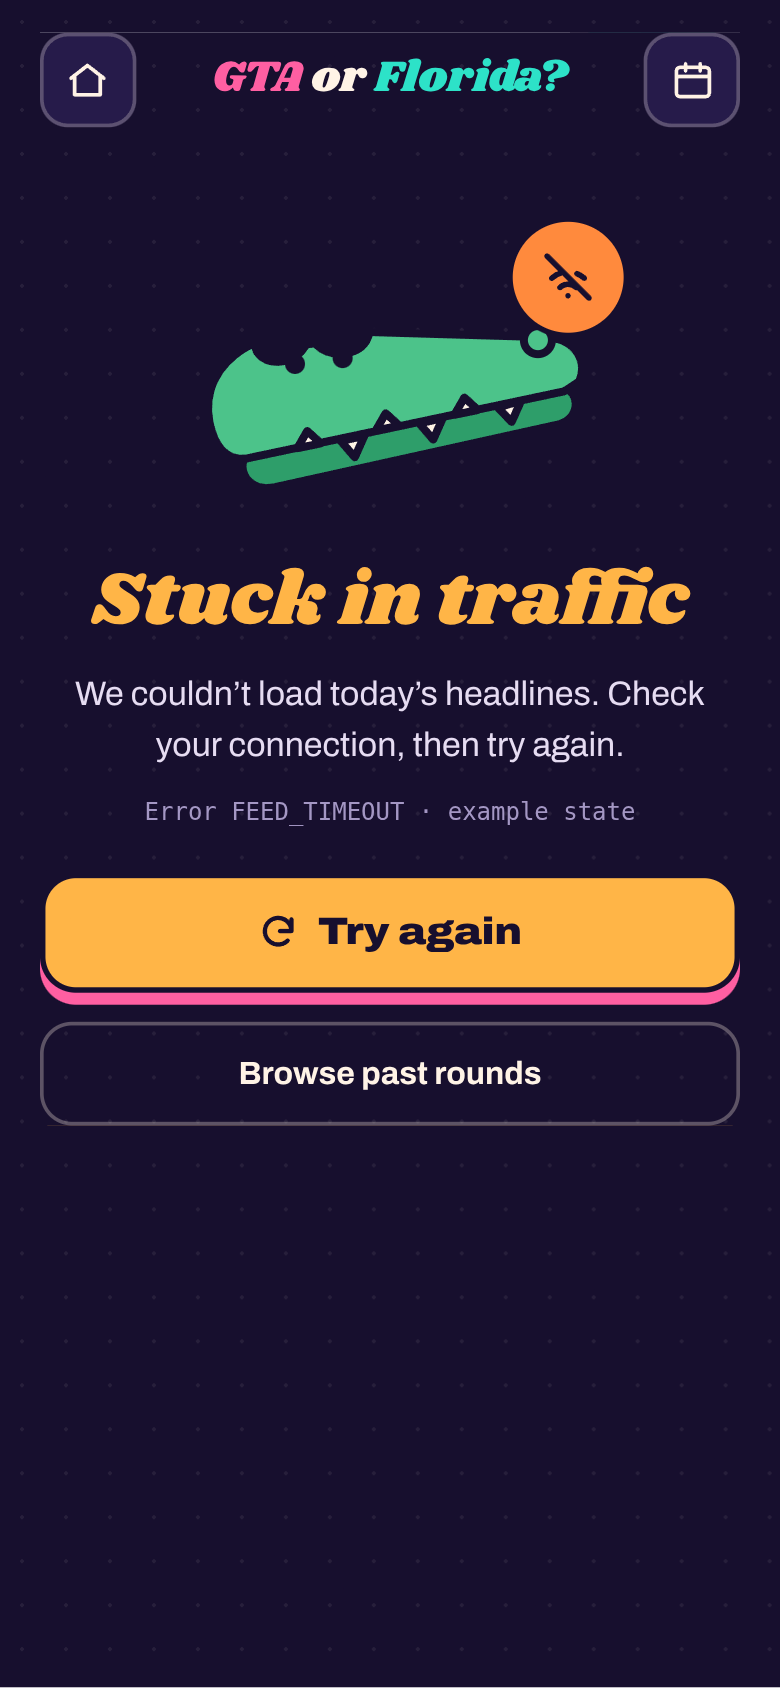 GTA or Florida?
Stuck in traffic
We couldn’t load today’s headlines. Check
your connection, then try again.
Error FEED_TIMEOUT · example state
Try again
Browse past rounds